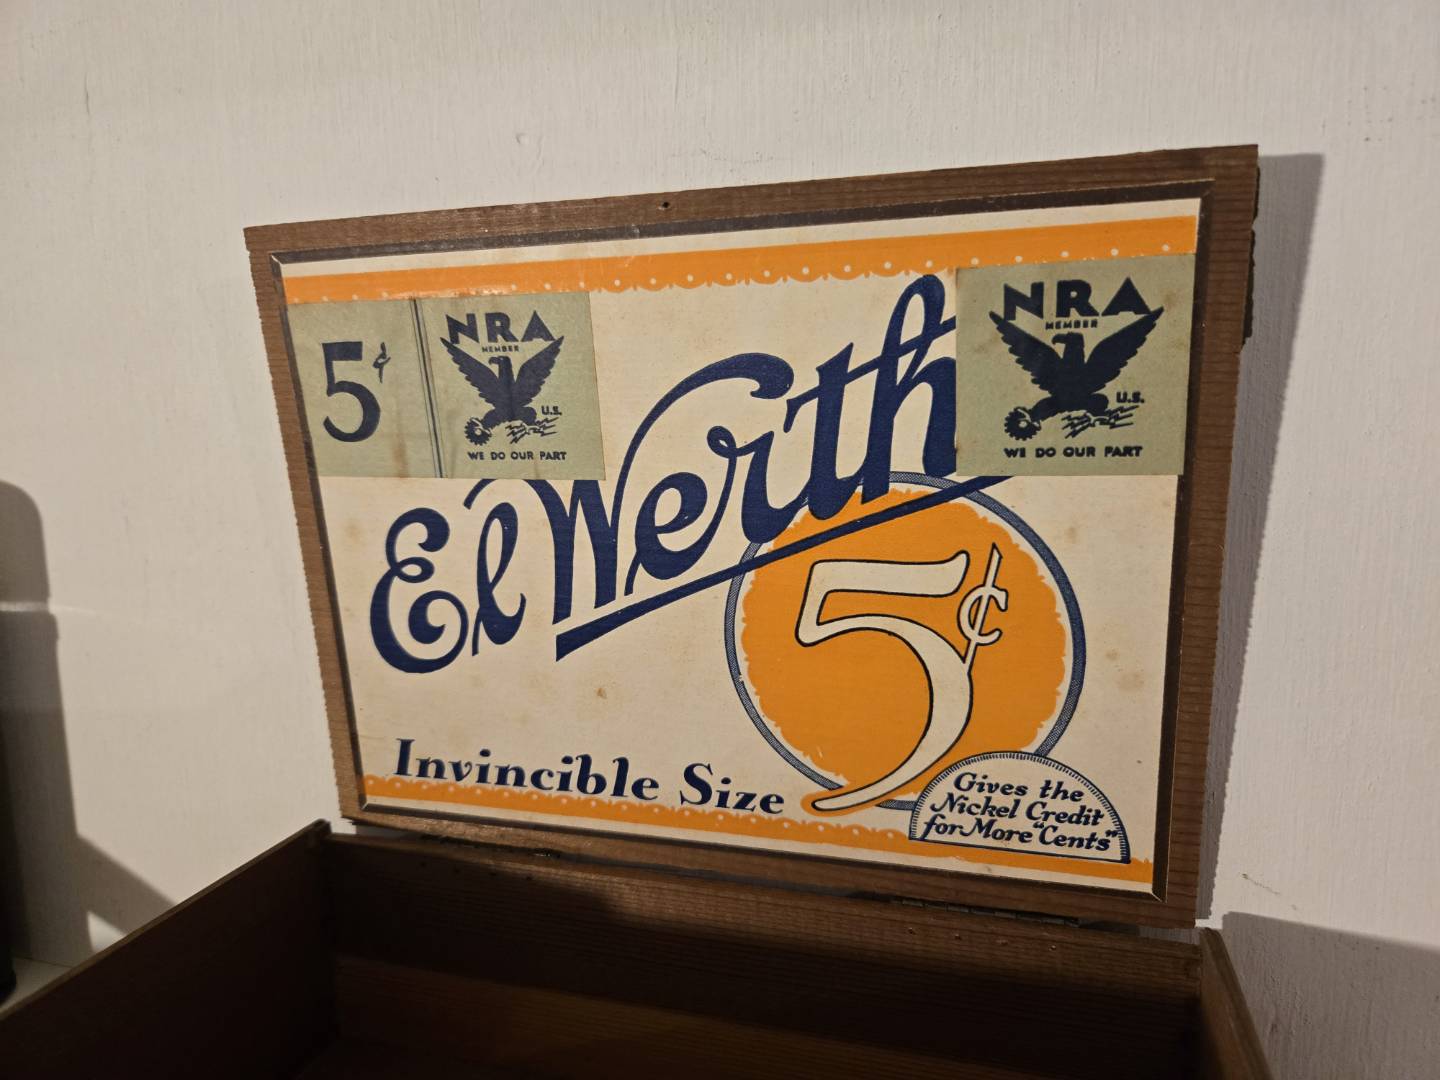 5¢
NRA
MEMBER
U.S.
WE DO OUR PART
NRA
MEMBER
U.S.
WE DO OUR PART
El Werth
5¢
Invincible Size
Gives the
Nickel Credit
for More "Cents"